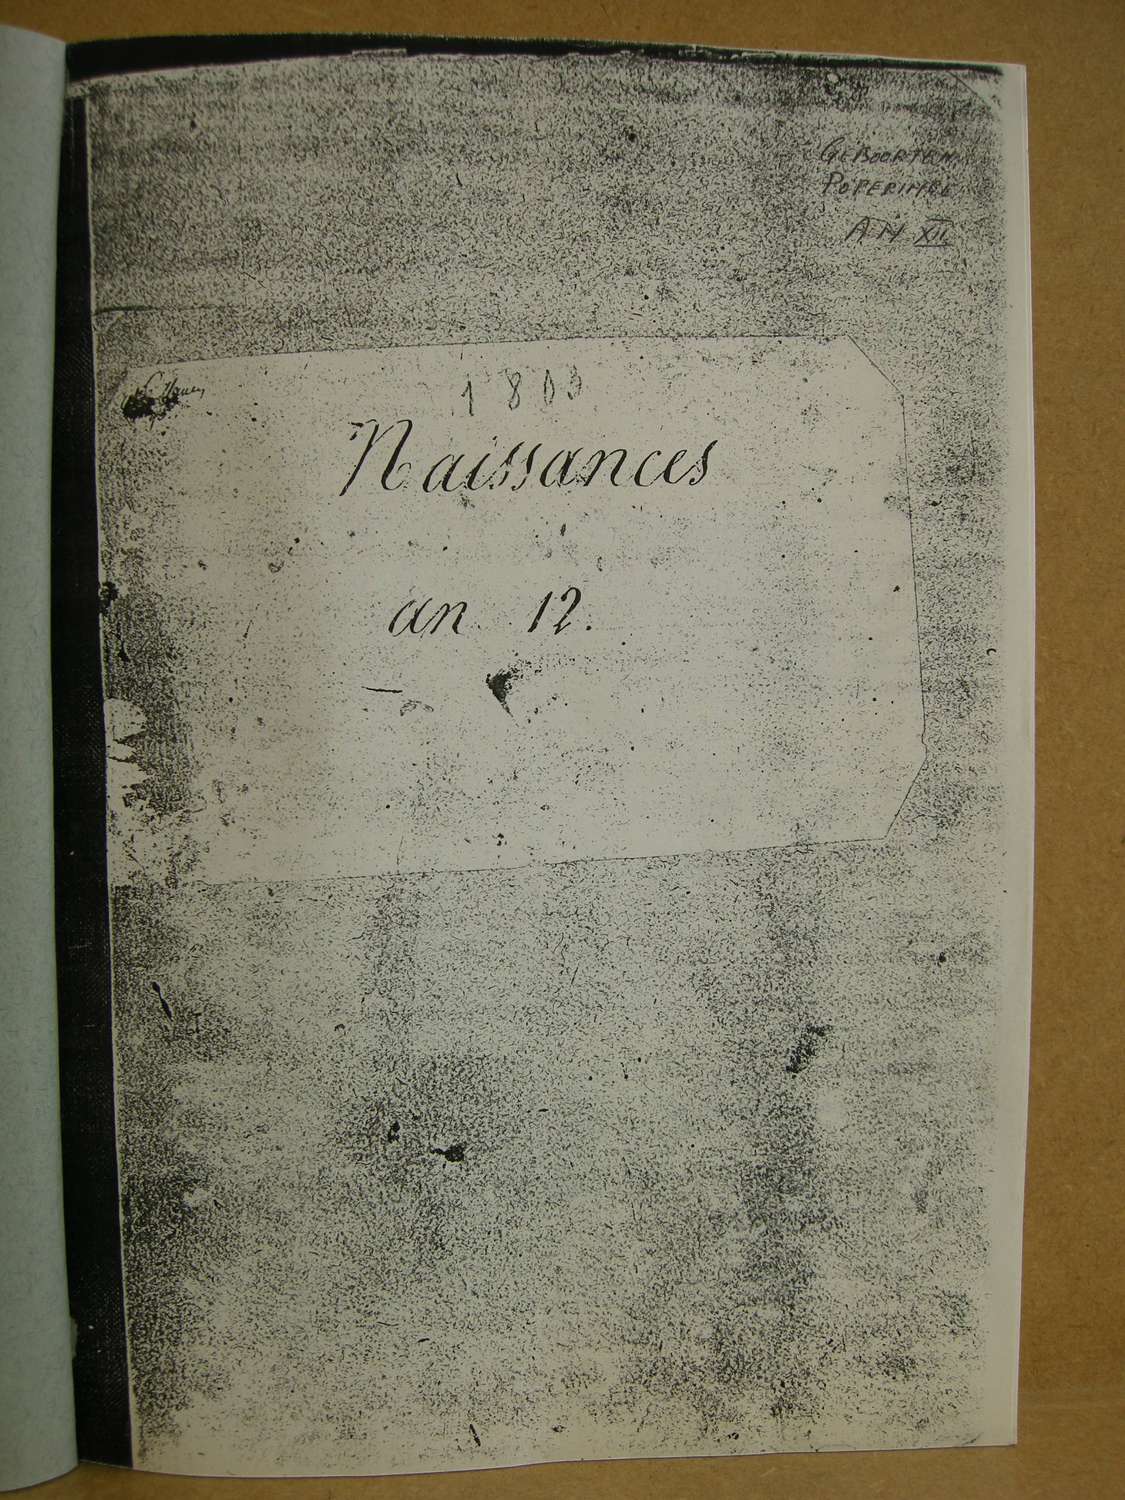 GEBOORTEN
POPERINGE
AN XII
1803
Naissances
an 12.